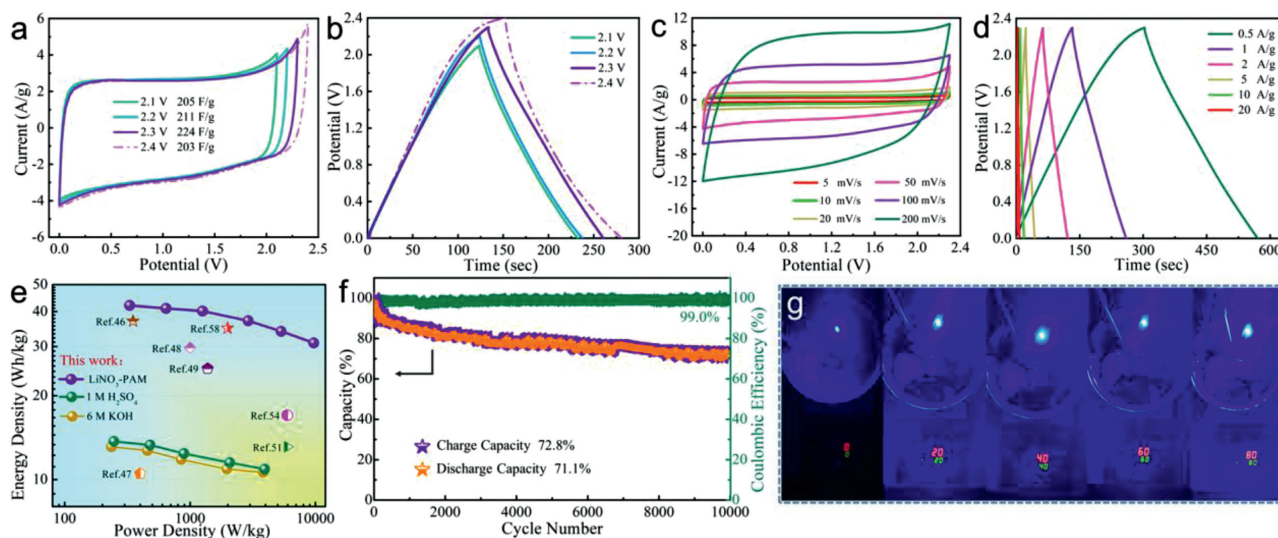 a
Current (A/g)
6
4
2
0
-2
-4
-6
2.1 V 205 F/g
2.2 V 211 F/g
2.3 V 224 F/g
2.4 V 203 F/g
0.0 0.5 1.0 1.5 2.0 2.5
Potential (V)
b
Potential (V)
2.4
2.0
1.6
1.2
0.8
0.4
0.0
2.1 V
2.2 V
2.3 V
2.4 V
0 50 100 150 200 250 300
Time (sec)
c
Current (A/g)
12
8
4
0
-4
-8
-12
-16
-20
5 mV/s
10 mV/s
20 mV/s
50 mV/s
100 mV/s
200 mV/s
0.0 0.4 0.8 1.2 1.6 2.0 2.4
Potential (V)
d
Potential (V)
2.4
1.8
1.2
0.6
0.0
0.5 A/g
1 A/g
2 A/g
5 A/g
10 A/g
20 A/g
0 150 300 450 600
Time (sec)
e
Energy Density (Wh/kg)
50
40
30
20
10
Ref.46
Ref.58
Ref.48
Ref.49
Ref.54
Ref.51
Ref.47
This work:
LiNO₃-PAM
1 M H₂SO₄
6 M KOH
100 1000 10000
Power Density (W/kg)
f
Capacity (%)
100
80
60
40
20
0
99.0%
Charge Capacity 72.8%
Discharge Capacity 71.1%
0 2000 4000 6000 8000 10000
Cycle Number
100
80
60
40
20
0
Coulombic Efficiency (%)
g
0
0
20
20
40
40
60
60
80
80